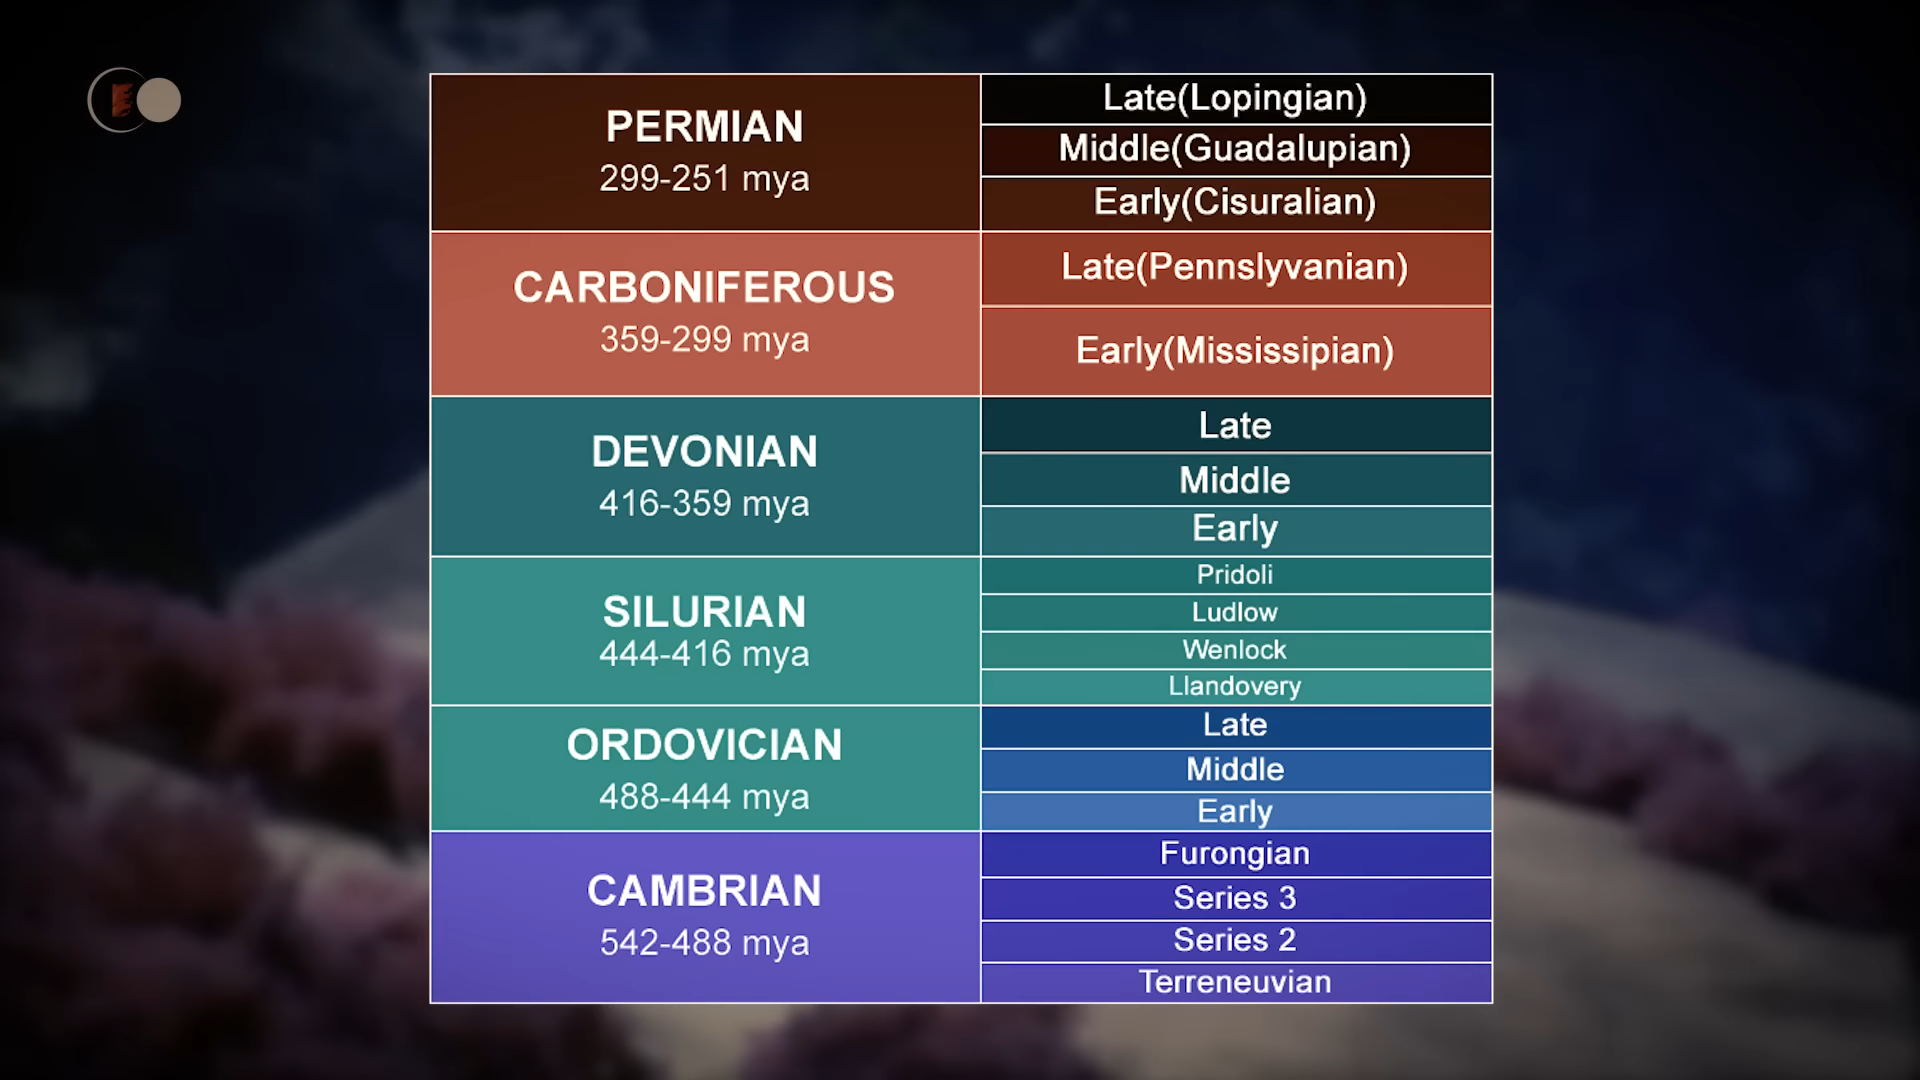 PERMIAN
299-251 mya
Late(Lopingian)
Middle(Guadalupian)
Early(Cisuralian)
CARBONIFEROUS
359-299 mya
Late(Pennslyvanian)
Early(Mississipian)
DEVONIAN
416-359 mya
Late
Middle
Early
SILURIAN
444-416 mya
Pridoli
Ludlow
Wenlock
Llandovery
ORDOVICIAN
488-444 mya
Late
Middle
Early
CAMBRIAN
542-488 mya
Furongian
Series 3
Series 2
Terreneuvian